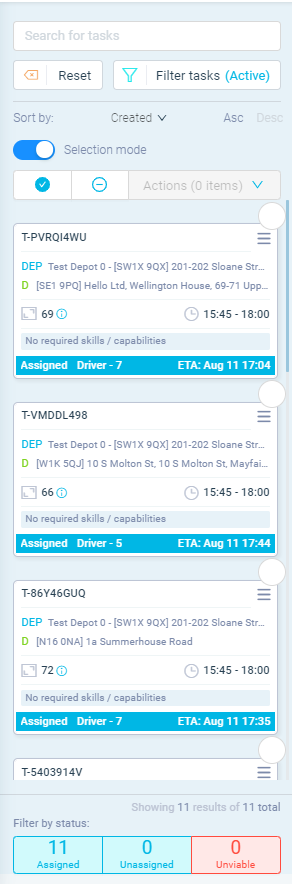 Search for tasks
Reset
Filter tasks (Active)
Sort by: Created Asc Desc
Selection mode
Actions (0 items)
T-PVRQI4WU
DEP Test Depot 0 - [SW1X 9QX] 201-202 Sloane Str...
D [SE1 9PQ] Hello Ltd, Wellington House, 69-71 Upp...
69 15:45 - 18:00
No required skills / capabilities
Assigned Driver - 7 ETA: Aug 11 17:04
T-VMDDL498
DEP Test Depot 0 - [SW1X 9QX] 201-202 Sloane Str...
D [W1K 5QJ] 10 S Molton St, 10 S Molton St, Mayfai...
66 15:45 - 18:00
No required skills / capabilities
Assigned Driver - 5 ETA: Aug 11 17:44
T-86Y46GUQ
DEP Test Depot 0 - [SW1X 9QX] 201-202 Sloane Str...
D [N16 0NA] 1a Summerhouse Road
72 15:45 - 18:00
No required skills / capabilities
Assigned Driver - 7 ETA: Aug 11 17:35
T-5403914V
Showing 11 results of 11 total
Filter by status:
11 0 0
Assigned Unassigned Unviable